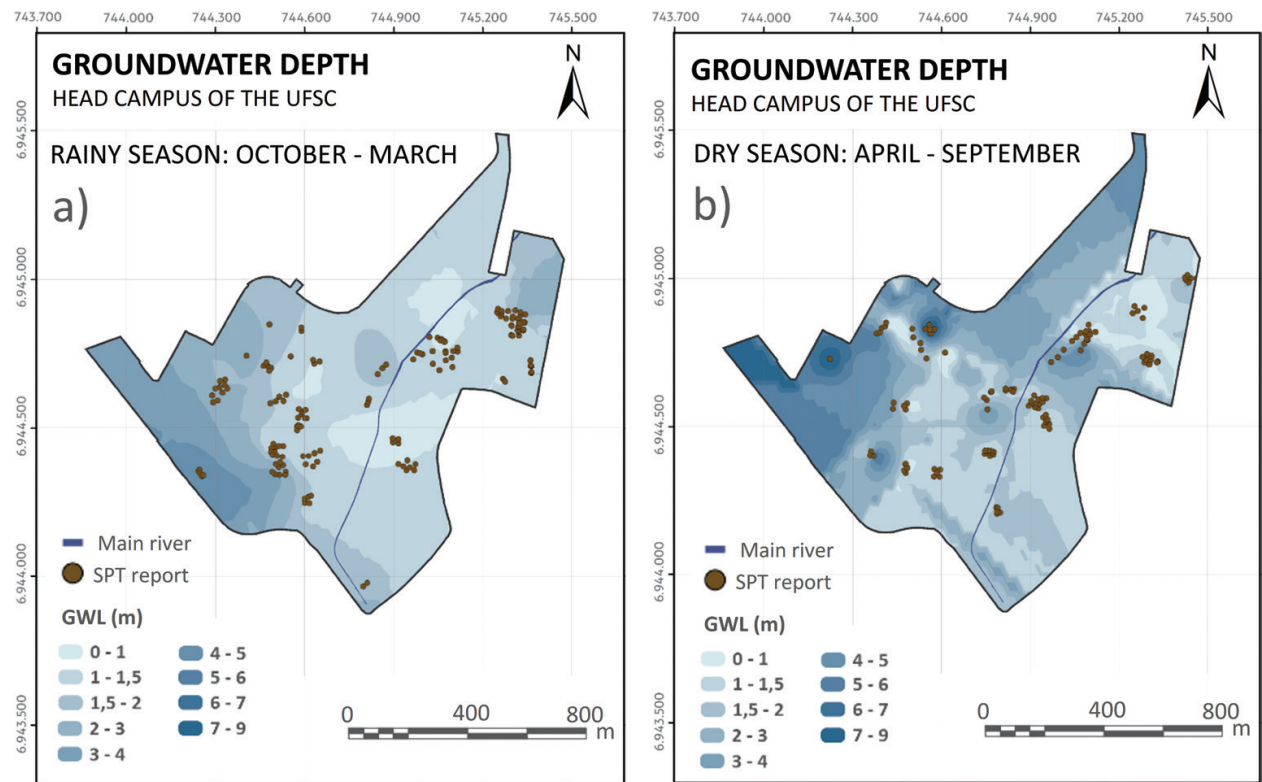 743.700 744.000 744.300 744.600 744.900 745.200 745.500
GROUNDWATER DEPTH
HEAD CAMPUS OF THE UFSC
N
RAINY SEASON: OCTOBER - MARCH
a)
6.945.500
6.945.000
6.944.500
6.944.000
6.943.500
Main river
SPT report
GWL (m)
0 - 1
1 - 1,5
1,5 - 2
2 - 3
3 - 4
4 - 5
5 - 6
6 - 7
7 - 9
0 400 800
m
743.700 744.000 744.300 744.600 744.900 745.200 745.500
GROUNDWATER DEPTH
HEAD CAMPUS OF THE UFSC
N
DRY SEASON: APRIL - SEPTEMBER
b)
6.945.500
6.945.000
6.944.500
6.944.000
6.943.500
Main river
SPT report
GWL (m)
0 - 1
1 - 1,5
1,5 - 2
2 - 3
3 - 4
4 - 5
5 - 6
6 - 7
7 - 9
0 400 800
m